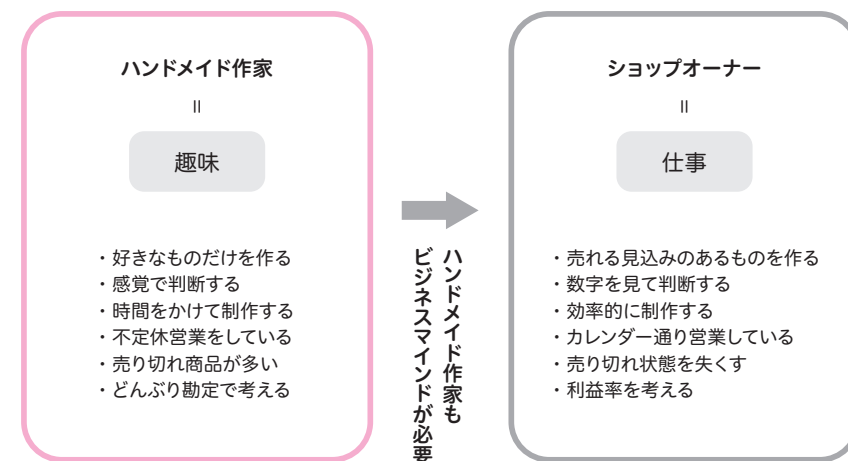 ハンドメイド作家
＝
趣味
・好きなものだけを作る
・感覚で判断する
・時間をかけて制作する
・不定休営業をしている
・売り切れ商品が多い
・どんぶり勘定で考える
ハンドメイド作家も
ビジネスマインドが必要
ショップオーナー
＝
仕事
・売れる見込みのあるものを作る
・数字を見て判断する
・効率的に制作する
・カレンダー通り営業している
・売り切れ状態を失くす
・利益率を考える